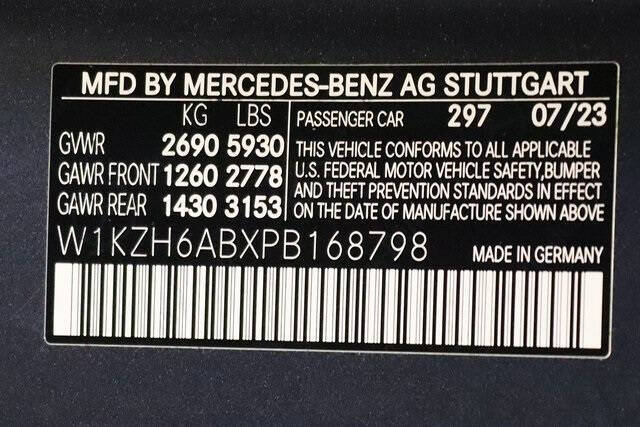 MFD BY MERCEDES-BENZ AG STUTTGART
KG LBS
GVWR 2690 5930
GAWR FRONT 1260 2778
GAWR REAR 1430 3153
PASSENGER CAR 297 07/23
THIS VEHICLE CONFORMS TO ALL APPLICABLE
U.S. FEDERAL MOTOR VEHICLE SAFETY,BUMPER
AND THEFT PREVENTION STANDARDS IN EFFECT
ON THE DATE OF MANUFACTURE SHOWN ABOVE
W1KZH6ABXPB168798
MADE IN GERMANY